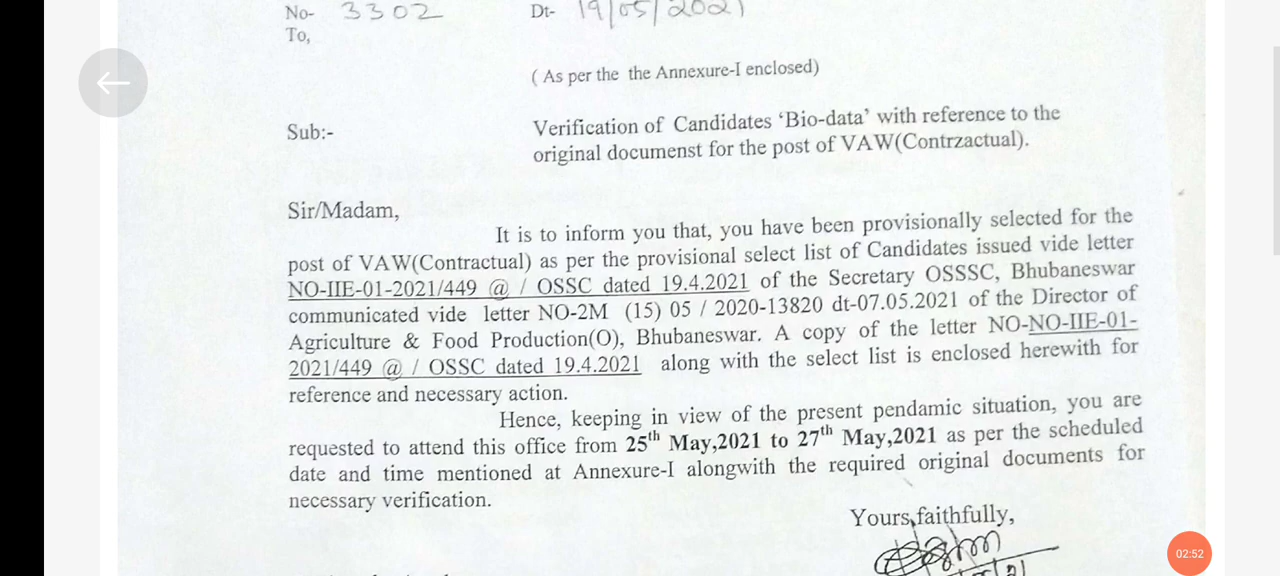 No- 3302 Dt- 19/05/2021
To,
( As per the the Annexure-I enclosed)
Sub:- Verification of Candidates ‘Bio-data’ with reference to the
original documenst for the post of VAW(Contrzactual).
Sir/Madam,
It is to inform you that, you have been provisionally selected for the
post of VAW(Contractual) as per the provisional select list of Candidates issued vide letter
NO-IIE-01-2021/449 @ / OSSC dated 19.4.2021 of the Secretary OSSSC, Bhubaneswar
communicated vide letter NO-2M (15) 05 / 2020-13820 dt-07.05.2021 of the Director of
Agriculture & Food Production(O), Bhubaneswar. A copy of the letter NO-NO-IIE-01-
2021/449 @ / OSSC dated 19.4.2021 along with the select list is enclosed herewith for
reference and necessary action.
Hence, keeping in view of the present pendamic situation, you are
requested to attend this office from 25th May,2021 to 27th May,2021 as per the scheduled
date and time mentioned at Annexure-I alongwith the required original documents for
necessary verification.
Yours,faithfully,
02:52